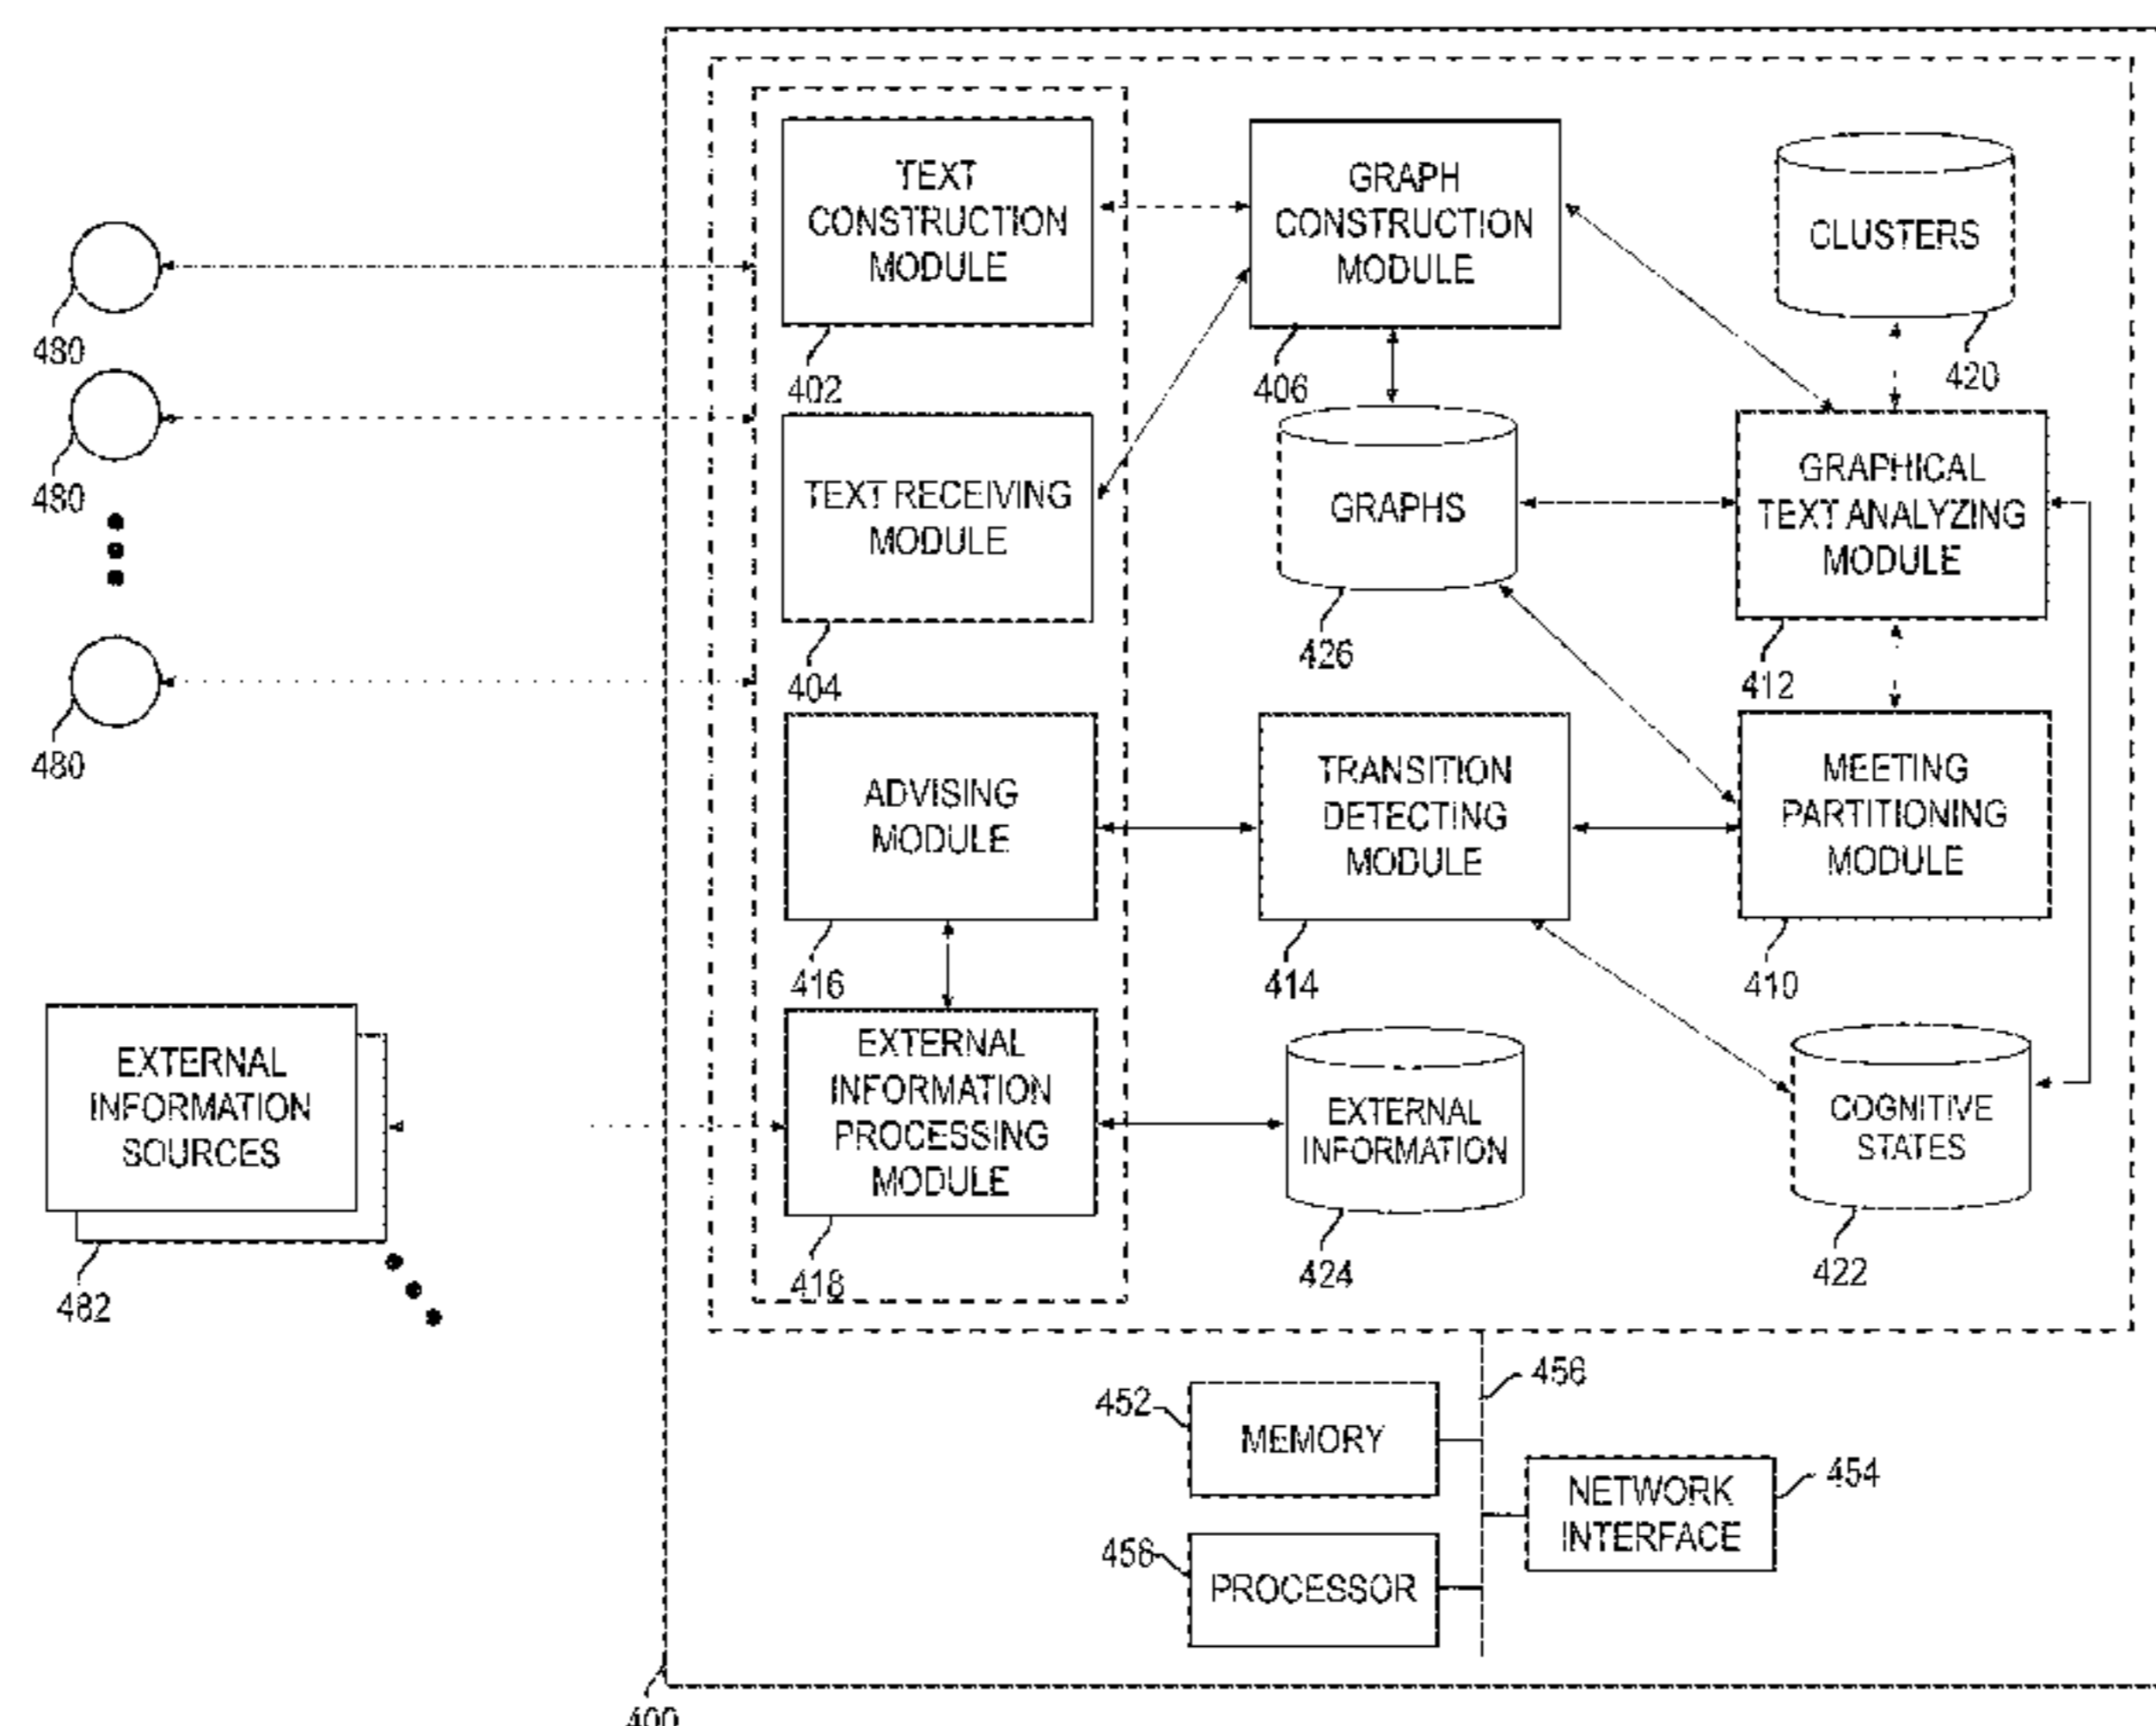 TEXT
CONSTRUCTION
MODULE
402
GRAPH
CONSTRUCTION
MODULE
406
CLUSTERS
420
480
480
480
TEXT RECEIVING
MODULE
404
GRAPHS
426
GRAPHICAL
TEXT ANALYZING
MODULE
412
ADVISING
MODULE
416
TRANSITION
DETECTING
MODULE
414
MEETING
PARTITIONING
MODULE
410
EXTERNAL
INFORMATION
SOURCES
482
EXTERNAL
INFORMATION
PROCESSING
MODULE
418
EXTERNAL
INFORMATION
424
COGNITIVE
STATES
422
456
452
MEMORY
454
NETWORK
INTERFACE
458
PROCESSOR
400